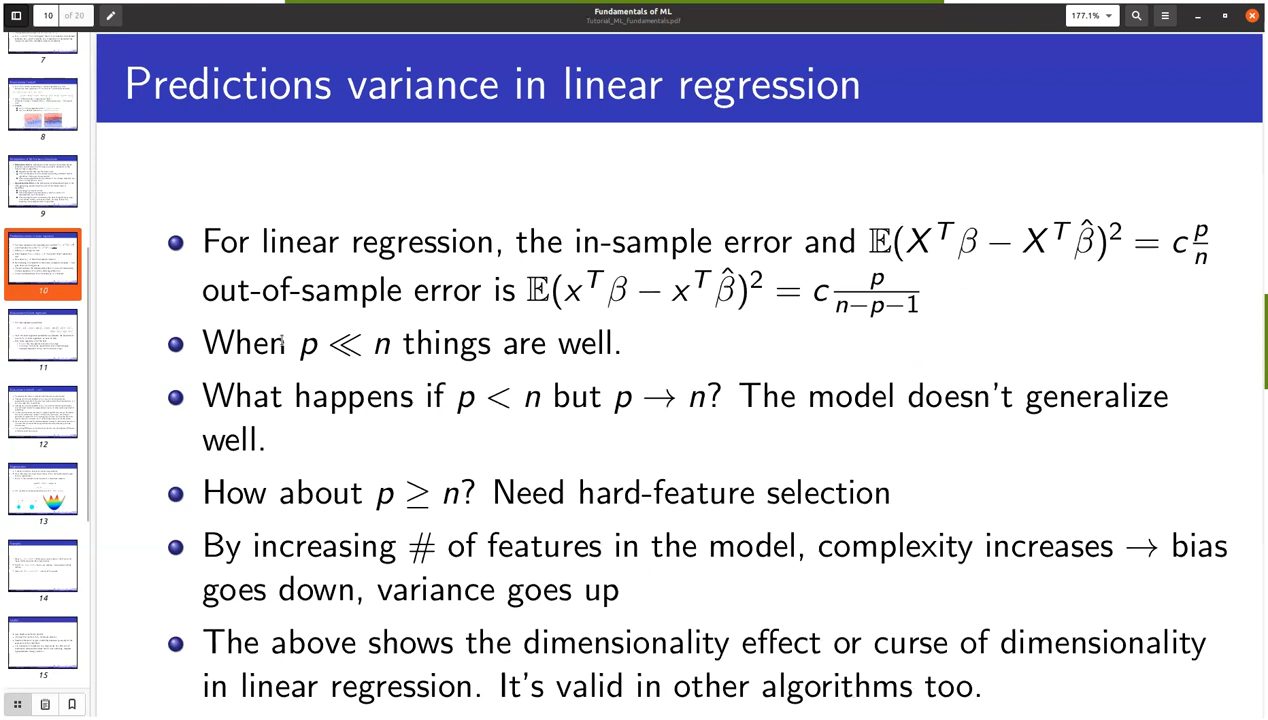 10 of 20
Fundamentals of ML
Tutorial_ML_fundamentals.pdf
177.1%
7
8
9
10
11
12
13
14
15
Predictions variance in linear regression
For linear regression, the in-sample error and 𝔼(X^T β − X^T β̂)² = c p/n
out-of-sample error is 𝔼(x^T β − x^T β̂)² = c p/(n−p−1)
When p ≪ n things are well.
What happens if p < n but p → n? The model doesn't generalize
well.
How about p ≥ n? Need hard-feature selection
By increasing # of features in the model, complexity increases → bias
goes down, variance goes up
The above shows the dimensionality effect or curse of dimensionality
in linear regression. It's valid in other algorithms too.